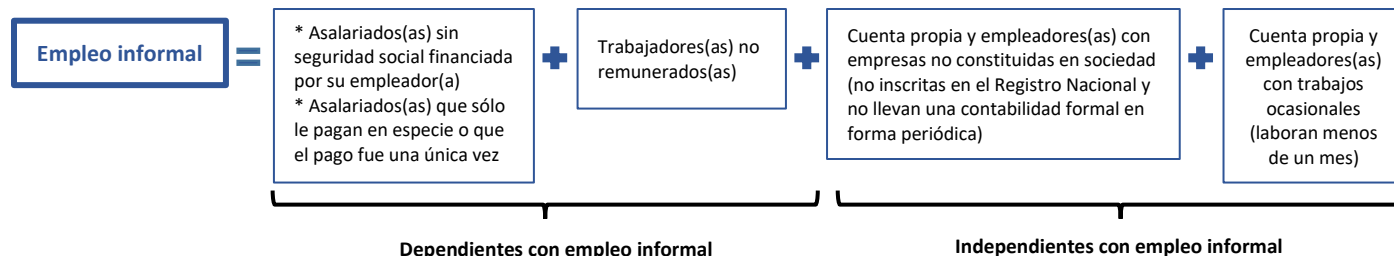 Empleo informal
* Asalariados(as) sin
seguridad social financiada
por su empleador(a)
* Asalariados(as) que sólo
le pagan en especie o que
el pago fue una única vez
Trabajadores(as) no
remunerados(as)
Cuenta propia y empleadores(as) con
empresas no constituidas en sociedad
(no inscritas en el Registro Nacional y
no llevan una contabilidad formal en
forma periódica)
Cuenta propia y
empleadores(as)
con trabajos
ocasionales
(laboran menos
de un mes)
Dependientes con empleo informal
Independientes con empleo informal